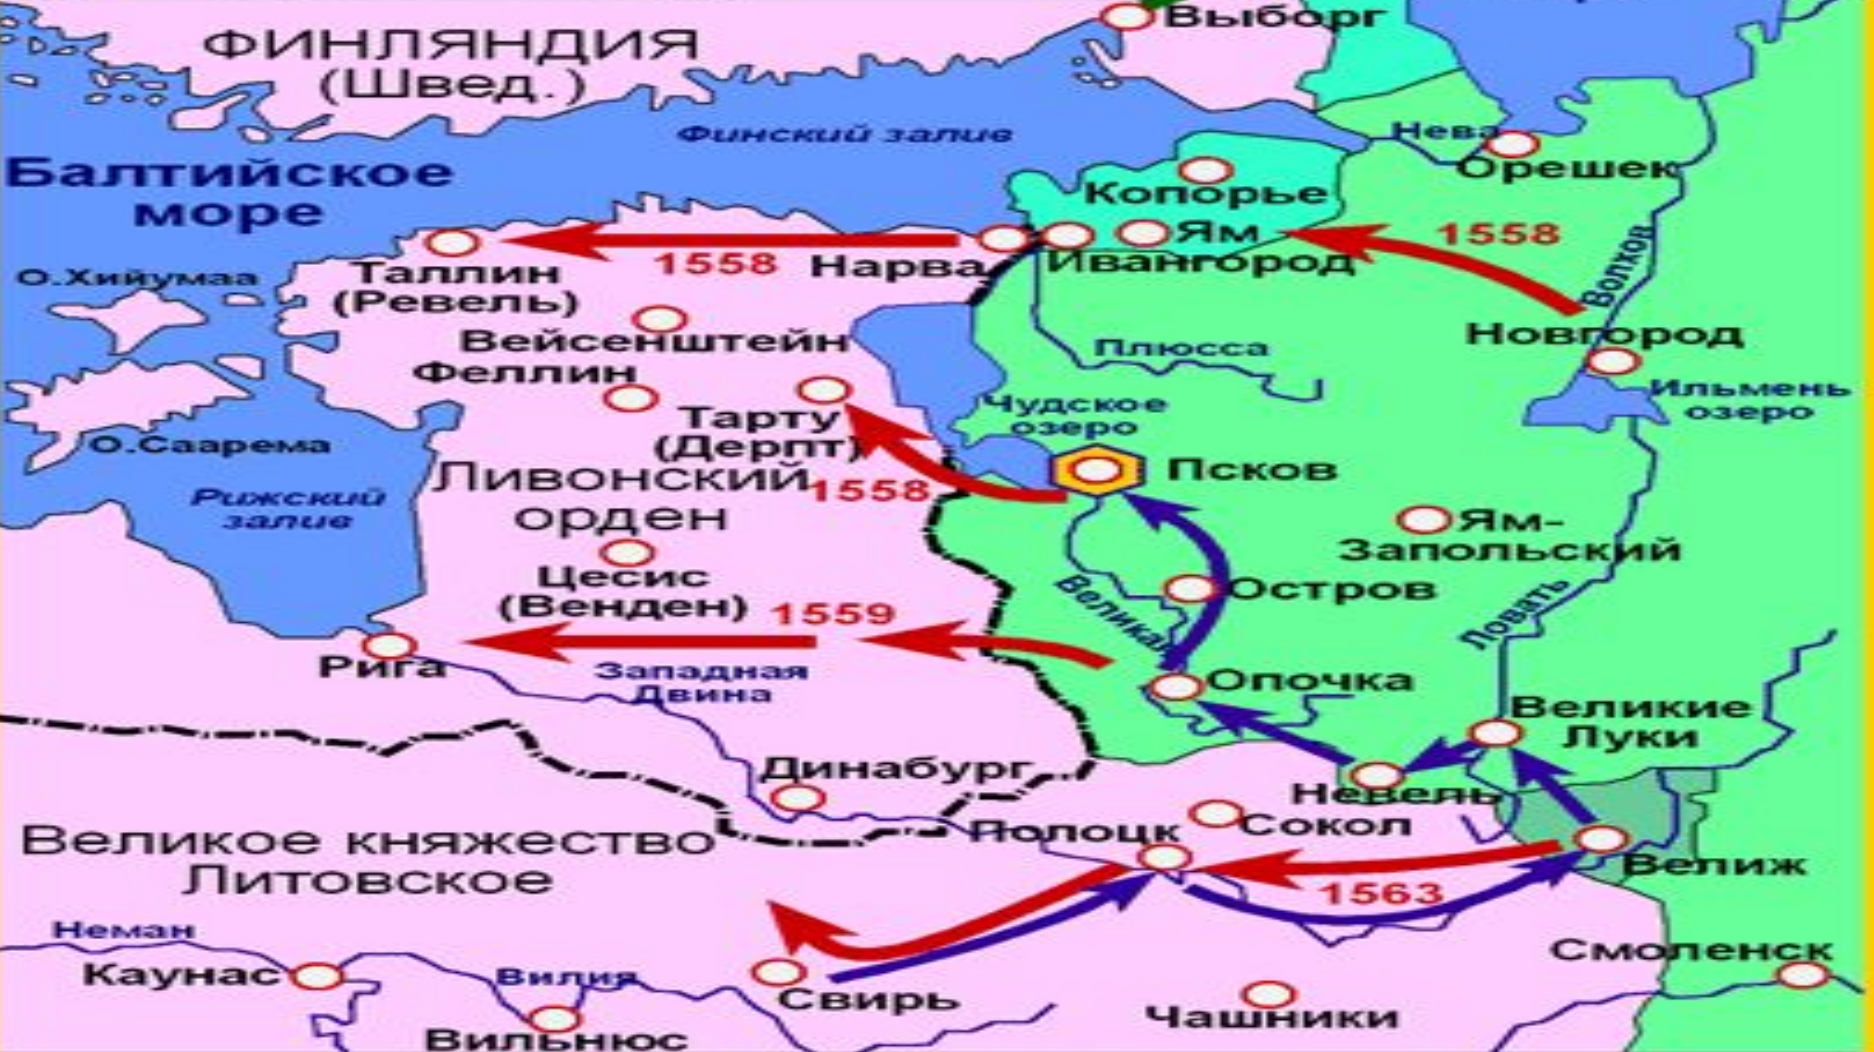 Выборг
ФИНЛЯНДИЯ
(Швед.)
Финский залив
Нева
Орешек
Балтийское
море
Копорье
Ям
1558
Волхов
Таллин
(Ревель)
1558
Нарва
Ивангород
О.Хийумаа
Вейсенштейн
Новгород
Плюсса
Феллин
Ильмень
озеро
Чудское
озеро
Тарту
(Дерпт)
О.Саарема
Псков
Ливонский
орден
1558
Рижский
залив
Ям-
Запольский
Цесис
(Венден)
1559
Остров
Великая
Ловать
Рига
Западная
Двина
Опочка
Великие
Луки
Динабург
Невель
Сокол
Полоцк
Великое княжество
Литовское
Велиж
1563
Неман
Смоленск
Каунас
Вилия
Свирь
Чашники
Вильнюс